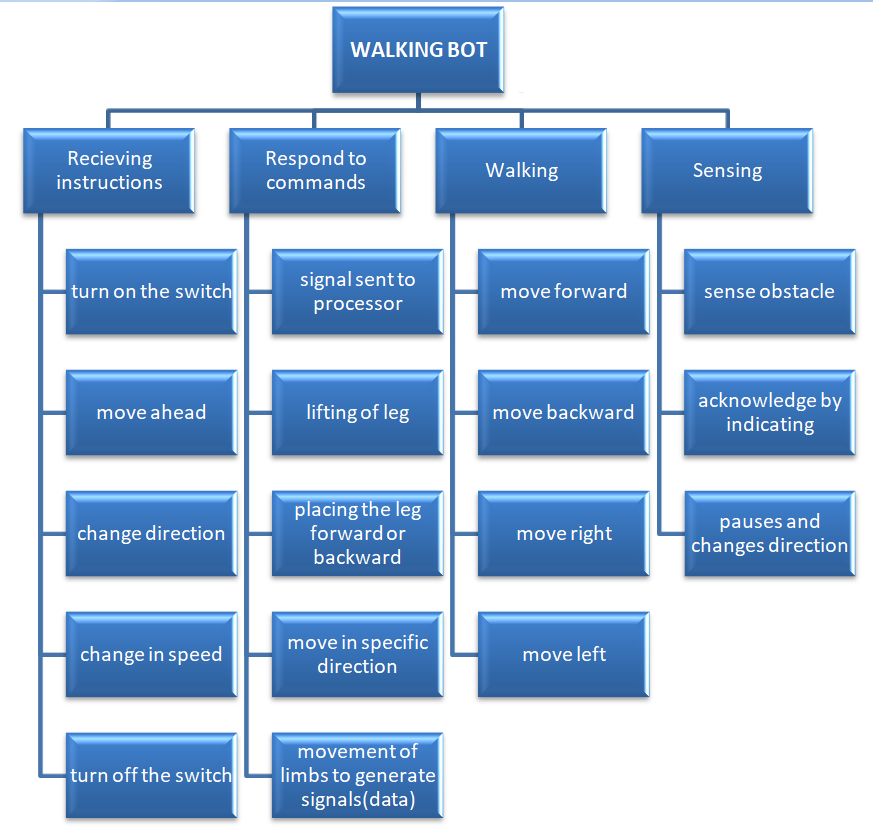 WALKING BOT
Recieving
instructions
turn on the switch
move ahead
change direction
change in speed
turn off the switch
Respond to
commands
signal sent to
processor
lifting of leg
placing the leg
forward or
backward
move in specific
direction
movement of
limbs to generate
signals(data)
Walking
move forward
move backward
move right
move left
Sensing
sense obstacle
acknowledge by
indicating
pauses and
changes direction